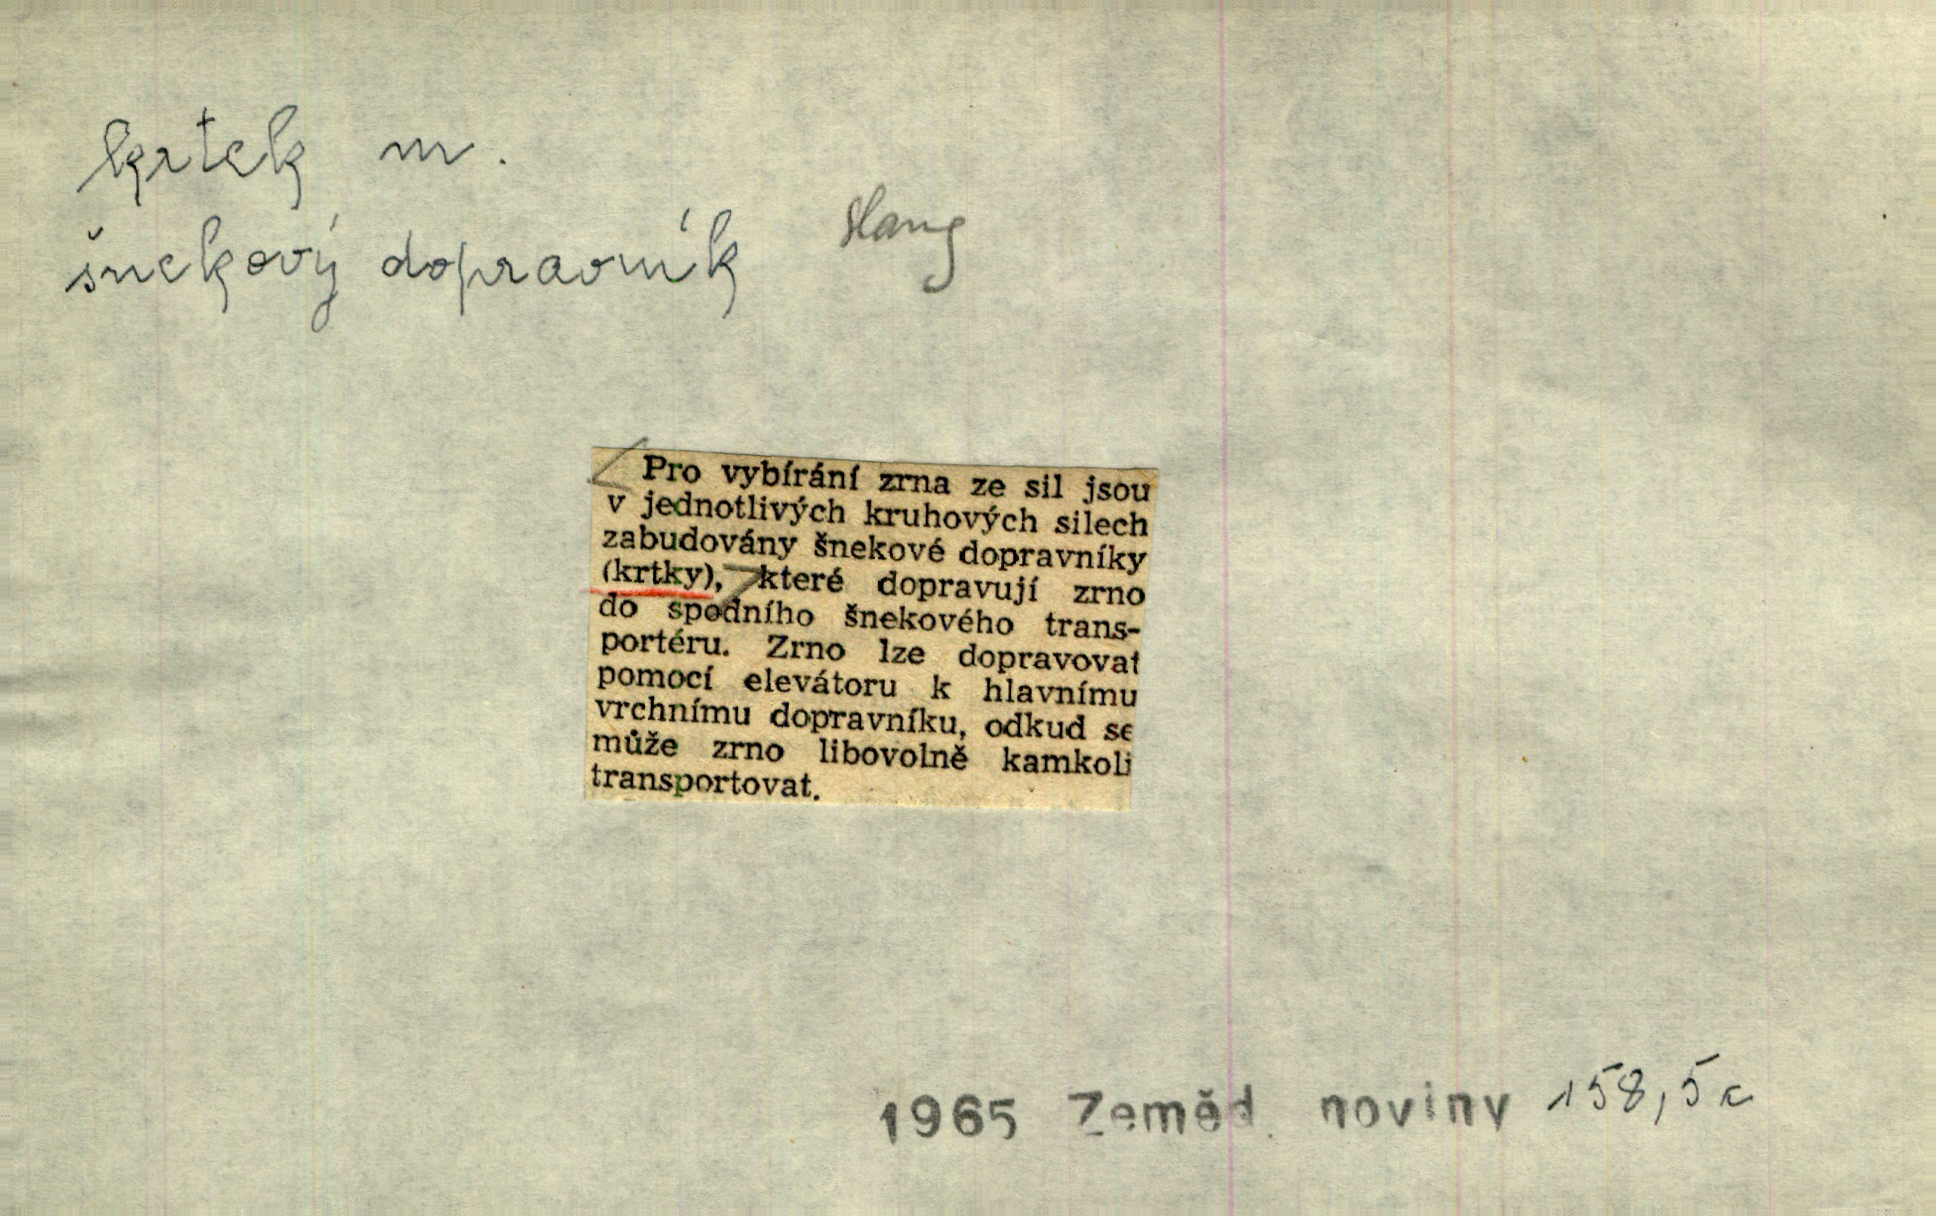 krtek m.
šnekový dopravník slang
Pro vybírání zrna ze sil jsou
v jednotlivých kruhových silech
zabudovány šnekové dopravníky
(krtky), které dopravují zrno
do spodního šnekového trans-
portéru. Zrno lze dopravovat
pomocí elevátoru k hlavnímu
vrchnímu dopravníku, odkud se
může zrno libovolně kamkoli
transportovat.
1965 Zeměd. noviny 158,5c